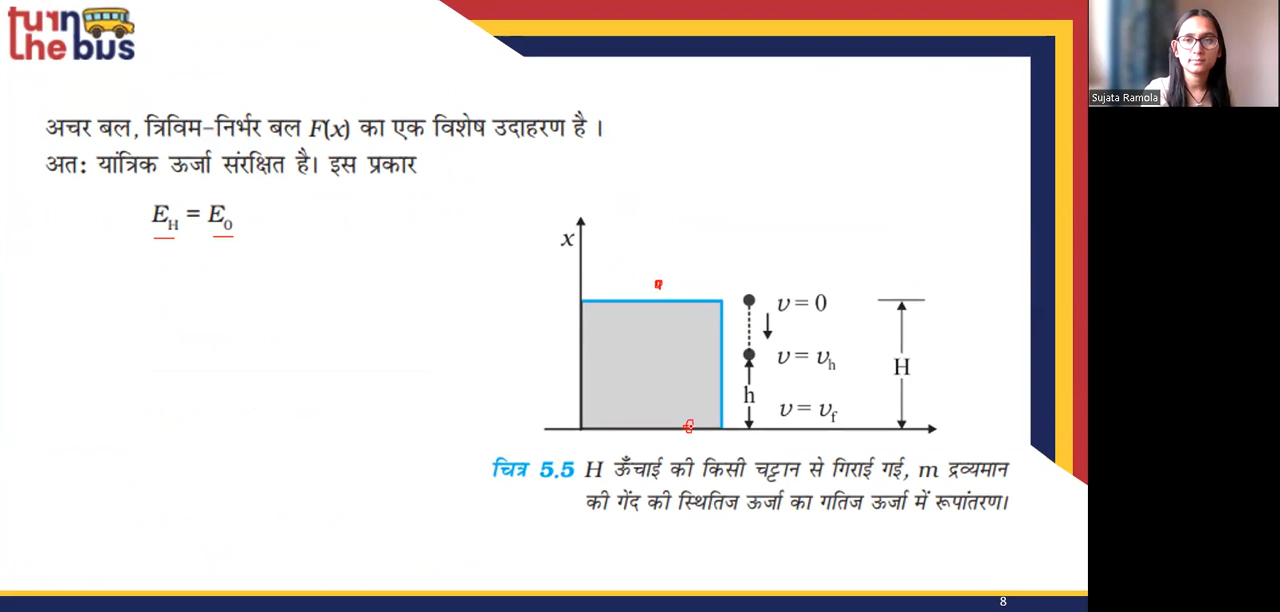 turn
the bus
Sujata Ramola
अचर बल, त्रिविम-निर्भर बल F(x) का एक विशेष उदाहरण है ।
अत: यांत्रिक ऊर्जा संरक्षित है। इस प्रकार
E_H = E_0
x
υ = 0
υ = υ_h
H
h
υ = υ_f
चित्र 5.5 H ऊँचाई की किसी चट्टान से गिराई गई, m द्रव्यमान
की गेंद की स्थितिज ऊर्जा का गतिज ऊर्जा में रूपांतरण।
8